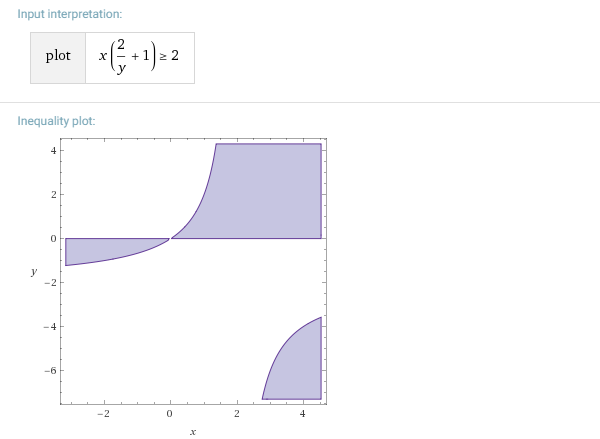 Input interpretation:
plot x(2/y + 1) ≥ 2
Inequality plot:
4
2
0
−2
−4
−6
y
−2 0 2 4
x